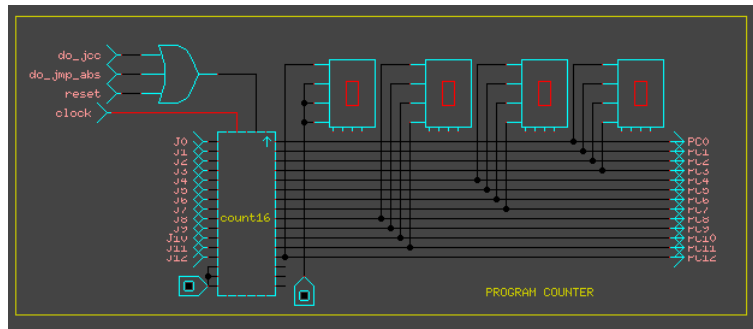 do_jcc
do_jmp_abs
reset
clock
J0 PC0
J1 PC1
J2 PC2
J3 PC3
J4 PC4
J5 PC5
J6 PC6
J7 PC7
J8 PC8
J9 PC9
J10 PC10
J11 PC11
J12 PC12
count16
PROGRAM COUNTER